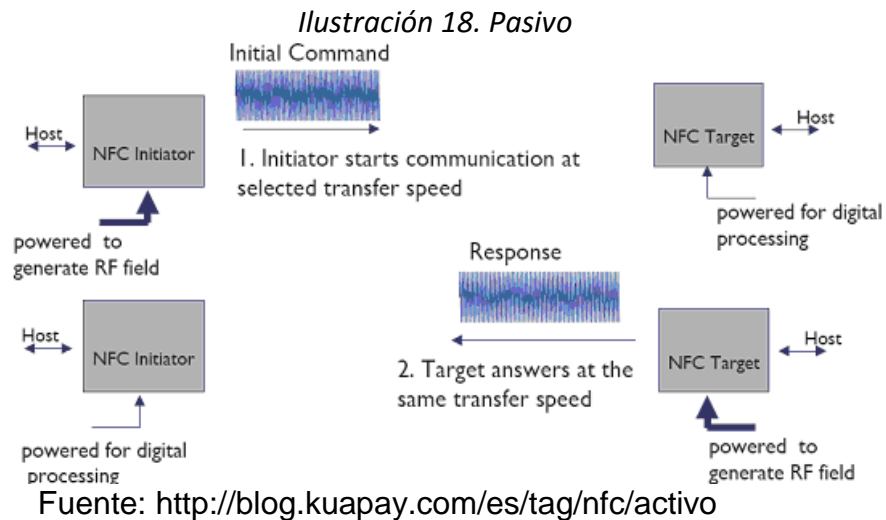 Ilustración 18. Pasivo
Initial Command
Host
NFC Initiator
1. Initiator starts communication at
selected transfer speed
powered to
generate RF field
NFC Target
Host
powered for digital
processing
Response
Host
NFC Initiator
2. Target answers at the
same transfer speed
powered for digital
processing
NFC Target
Host
powered to
generate RF field
Fuente: http://blog.kuapay.com/es/tag/nfc/activo